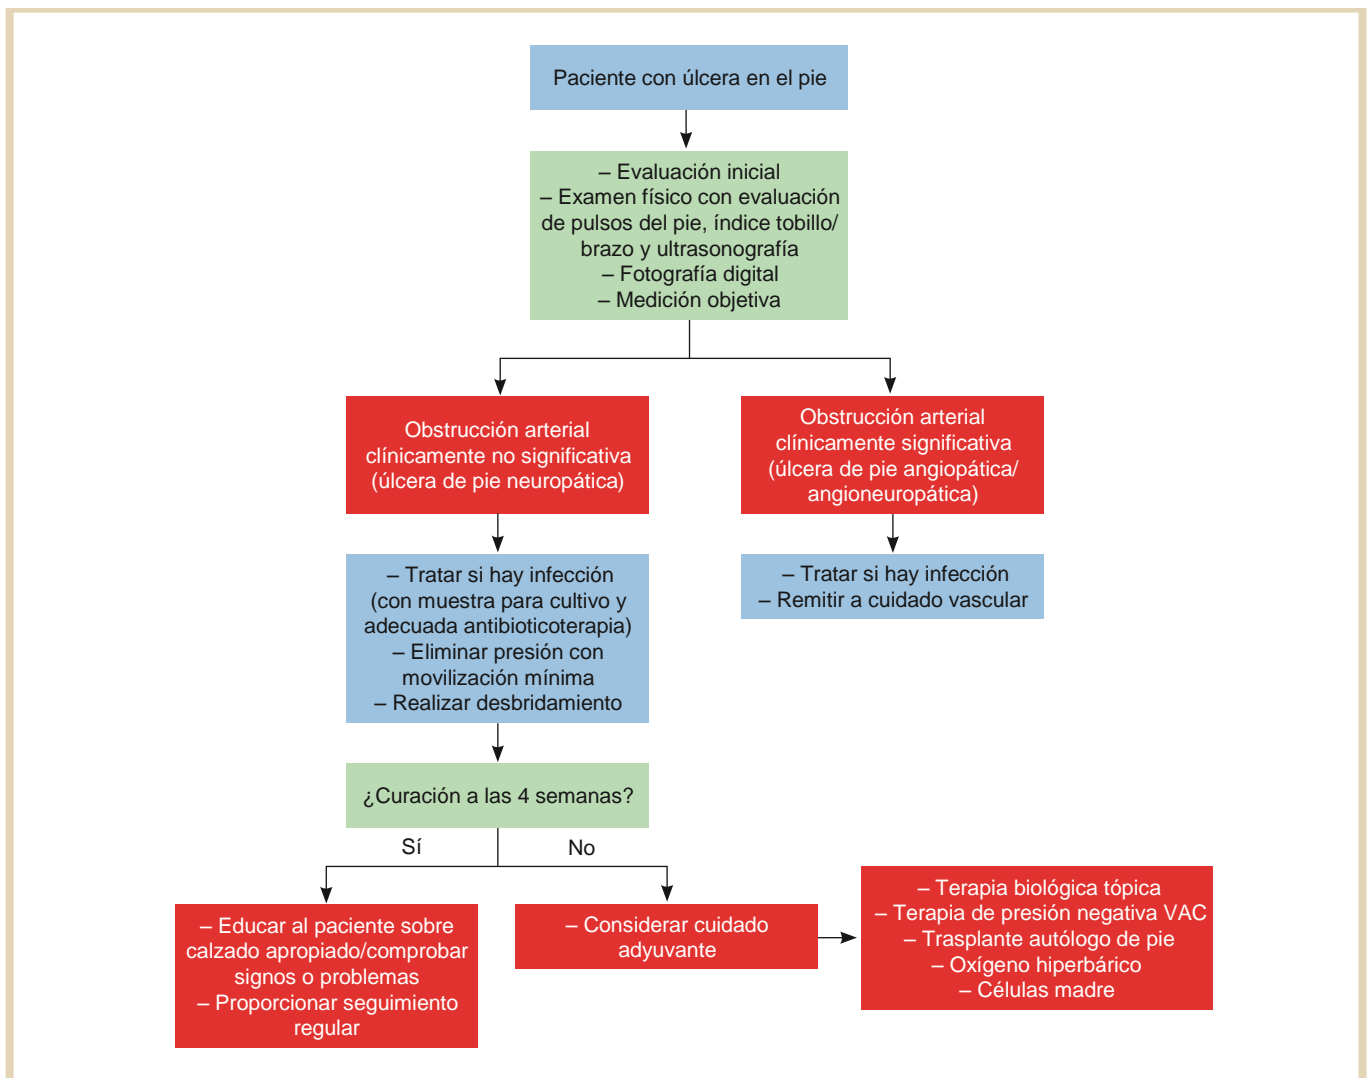 Paciente con úlcera en el pie
– Evaluación inicial
– Examen físico con evaluación
de pulsos del pie, índice tobillo/
brazo y ultrasonografía
– Fotografía digital
– Medición objetiva
Obstrucción arterial
clínicamente no significativa
(úlcera de pie neuropática)
Obstrucción arterial
clínicamente significativa
(úlcera de pie angiopática/
angioneuropática)
– Tratar si hay infección
(con muestra para cultivo y
adecuada antibioticoterapia)
– Eliminar presión con
movilización mínima
– Realizar desbridamiento
– Tratar si hay infección
– Remitir a cuidado vascular
¿Curación a las 4 semanas?
Sí
No
– Educar al paciente sobre
calzado apropiado/comprobar
signos o problemas
– Proporcionar seguimiento
regular
– Considerar cuidado
adyuvante
– Terapia biológica tópica
– Terapia de presión negativa VAC
– Trasplante autólogo de pie
– Oxígeno hiperbárico
– Células madre